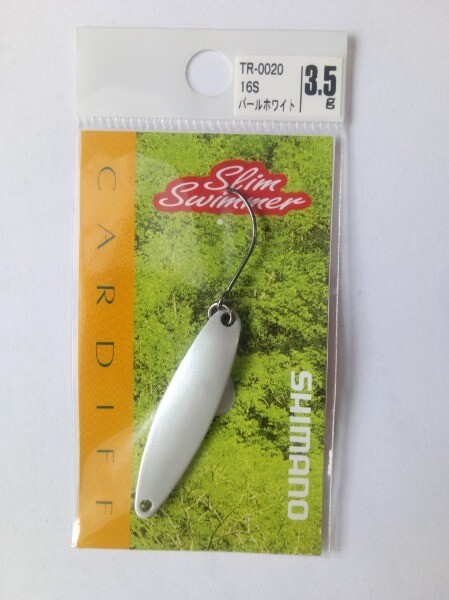 TR-0020
16S
パールホワイト
3.5
g
Slim
Swimmer
CARDIFF
SHIMANO